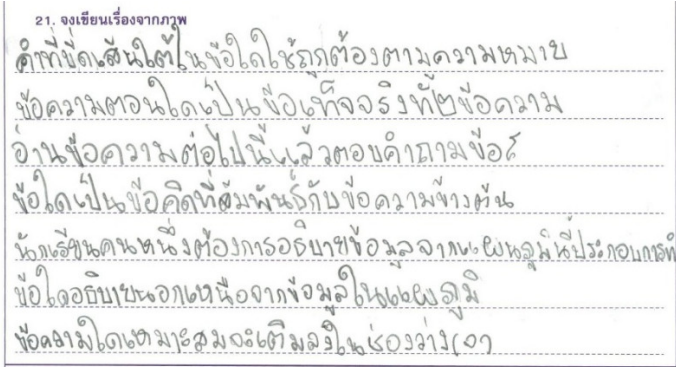 21. จงเขียนเรื่องจากภาพ
คำที่ขีดเส้นใต้ในข้อใดใช้ถูกต้องตามความหมาย
ข้อความตอนใดเป็นข้อเท็จจริงทั้ง๒ข้อความ
อ่านข้อความต่อไปนี้แล้วตอบคำถามข้อ๕
ข้อใดเป็นข้อคิดที่สัมพันธ์กับข้อความข้างต้น
นักเรียนคนหนึ่งต้องการอธิบายข้อมูลจากแผนภูมินี้ประกอบการทำ
ข้อใดอธิบายนอกเหนือจากข้อมูลในแผนภูมิ
ข้อความใดเหมาะสมจะเติมลงในช่องว่าง(จา